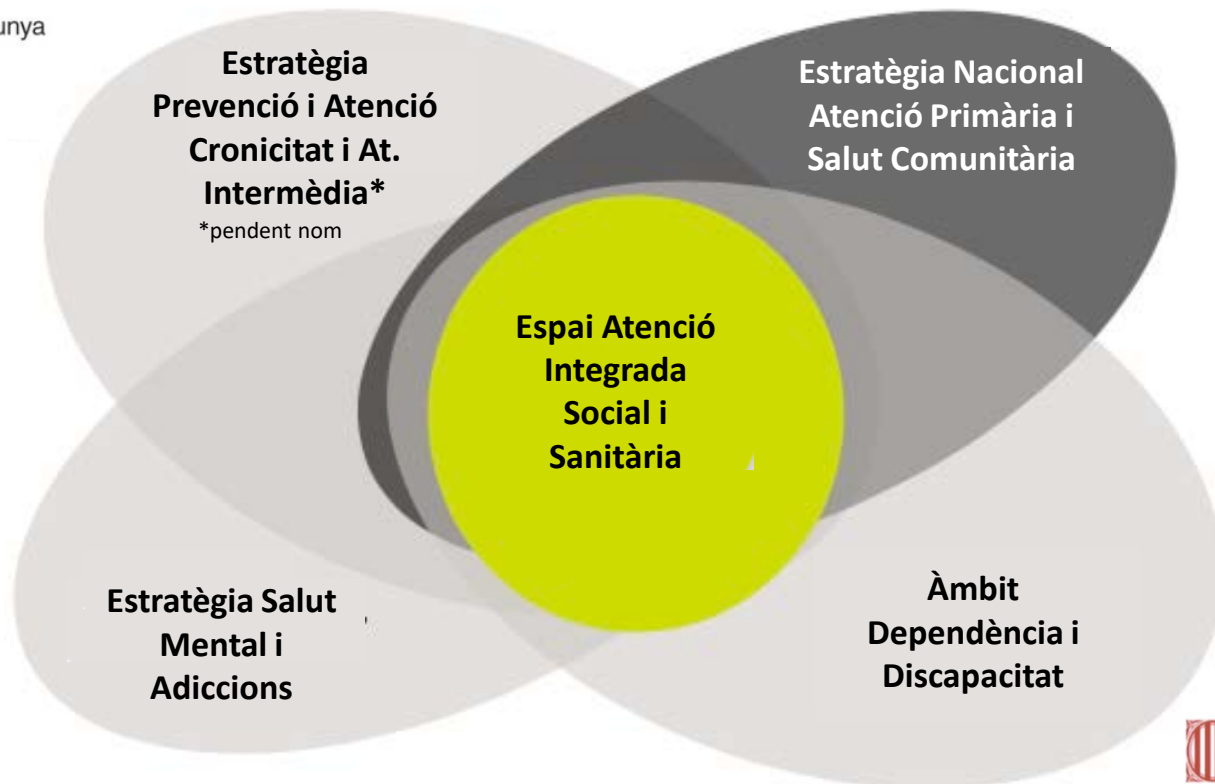 unya
Estratègia
Prevenció i Atenció
Cronicitat i At.
Intermèdia*
*pendent nom
Estratègia Nacional
Atenció Primària i
Salut Comunitària
Espai Atenció
Integrada
Social i
Sanitària
Estratègia Salut
Mental i
Adiccions
Àmbit
Dependència i
Discapacitat